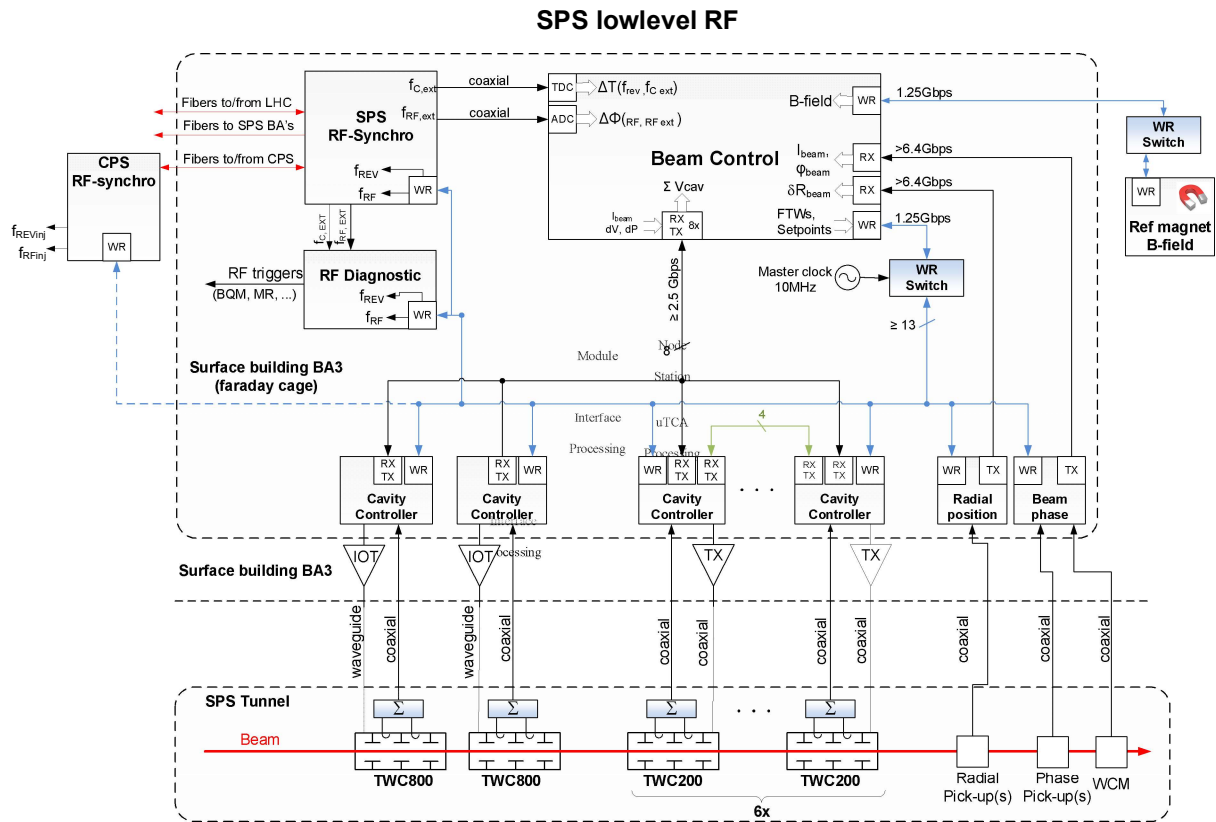 SPS lowlevel RF
Fibers to/from LHC
Fibers to SPS BA's
Fibers to/from CPS
CPS
RF-synchro
fREVinj
fRFinj
WR
SPS
RF-Synchro
fC,ext
fRF,ext
fREV
fRF
WR
coaxial
coaxial
fC, EXT
fRF, EXT
RF Diagnostic
fREV
fRF
WR
RF triggers
(BQM, MR, ...)
TDC
ΔT(frev ,fC ext)
ADC
ΔΦ(RF, RF ext)
Beam Control
B-field
WR
1.25Gbps
Ibeam,
φbeam
RX
>6.4Gbps
δRbeam
RX
>6.4Gbps
FTWs,
Setpoints
WR
1.25Gbps
Σ Vcav
Ibeam
dV, dP
RX
TX
8x
WR
Switch
WR
Ref magnet
B-field
Master clock
10MHz
WR
Switch
≥ 13
≥ 2.5 Gbps
8
Module
Node
Station
Interface
uTCA
Processing
Processing
Interface
ocessing
4
Surface building BA3
(faraday cage)
RX
TX
WR
Cavity
Controller
RX
TX
WR
Cavity
Controller
WR
RX
TX
RX
TX
Cavity
Controller
. . .
RX
TX
RX
TX
WR
Cavity
Controller
WR
TX
Radial
position
WR
TX
Beam
phase
IOT
IOT
TX
TX
Surface building BA3
waveguide
coaxial
waveguide
coaxial
coaxial
coaxial
coaxial
coaxial
coaxial
coaxial
coaxial
SPS Tunnel
Σ
Σ
Σ
. . .
Σ
Beam
TWC800
TWC800
TWC200
TWC200
6x
Radial
Pick-up(s)
Phase
Pick-up(s)
WCM